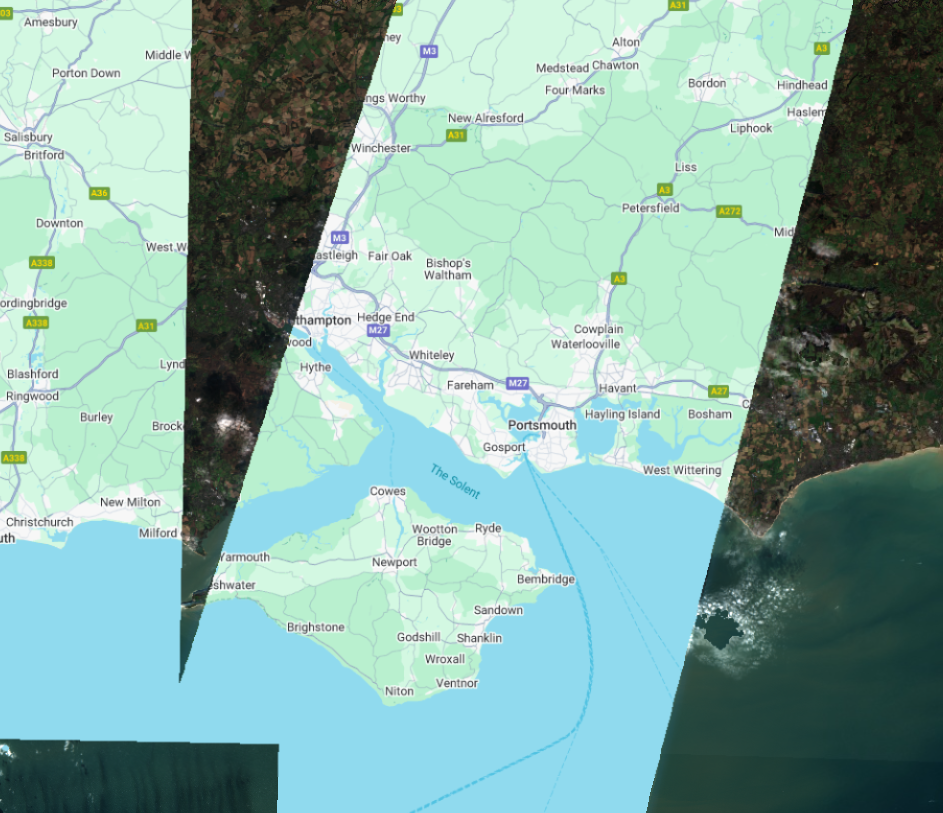 03
Amesbury
Middle W
Porton Down
Salisbury
Britford
A36
Downton
West W
A338
ordingbridge
A338
A31
Blashford
Ringwood
Lynd
Burley
Brock
A338
New Milton
Christchurch
uth
Milford
3
ney
M3
A31
A3
Alton
Medstead
Chawton
Four Marks
Bordon
Hindhead
ngs Worthy
New Alresford
Haslem
A31
Liphook
Winchester
Liss
A3
Petersfield
A272
Mid
M3
astleigh
Fair Oak
Bishop's
Waltham
A3
thampton
Hedge End
M27
wood
Cowplain
Waterlooville
Hythe
Whiteley
Fareham
M27
Havant
A27
C
Hayling Island
Bosham
Portsmouth
Gosport
West Wittering
The Solent
Cowes
Wootton
Bridge
Ryde
Yarmouth
Newport
eshwater
Bembridge
Sandown
Brighstone
Godshill
Shanklin
Wroxall
Ventnor
Niton